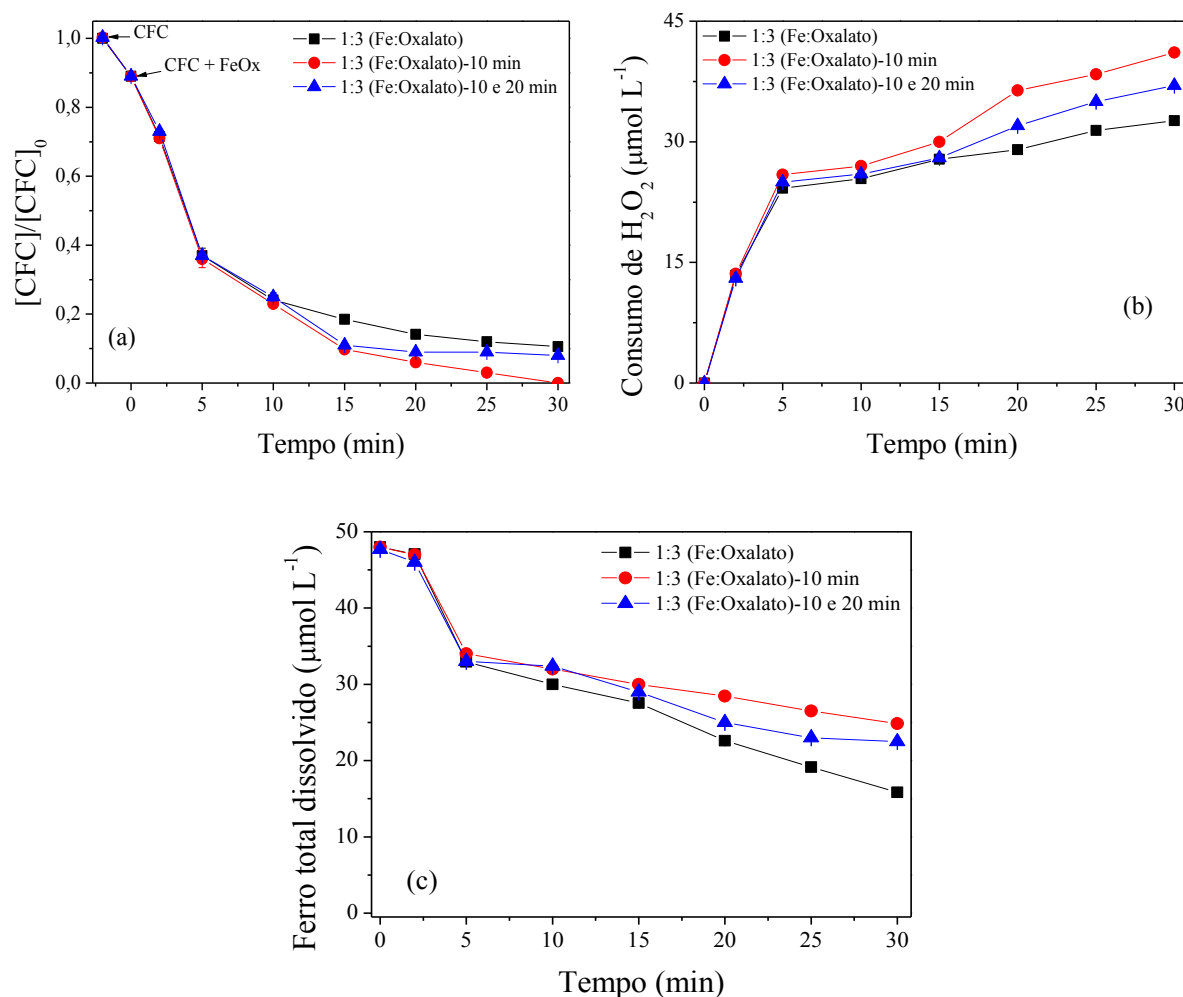 CFC
CFC + FeOx
1:3 (Fe:Oxalato)
1:3 (Fe:Oxalato)-10 min
1:3 (Fe:Oxalato)-10 e 20 min
1,0
0,8
0,6
0,4
0,2
0,0
[CFC]/[CFC]0
(a)
0 5 10 15 20 25 30
Tempo (min)
1:3 (Fe:Oxalato)
1:3 (Fe:Oxalato)-10 min
1:3 (Fe:Oxalato)-10 e 20 min
45
30
15
0
Consumo de H2O2 (µmol L-1)
(b)
0 5 10 15 20 25 30
Tempo (min)
1:3 (Fe:Oxalato)
1:3 (Fe:Oxalato)-10 min
1:3 (Fe:Oxalato)-10 e 20 min
50
40
30
20
10
0
Ferro total dissolvido (µmol L-1)
(c)
0 5 10 15 20 25 30
Tempo (min)